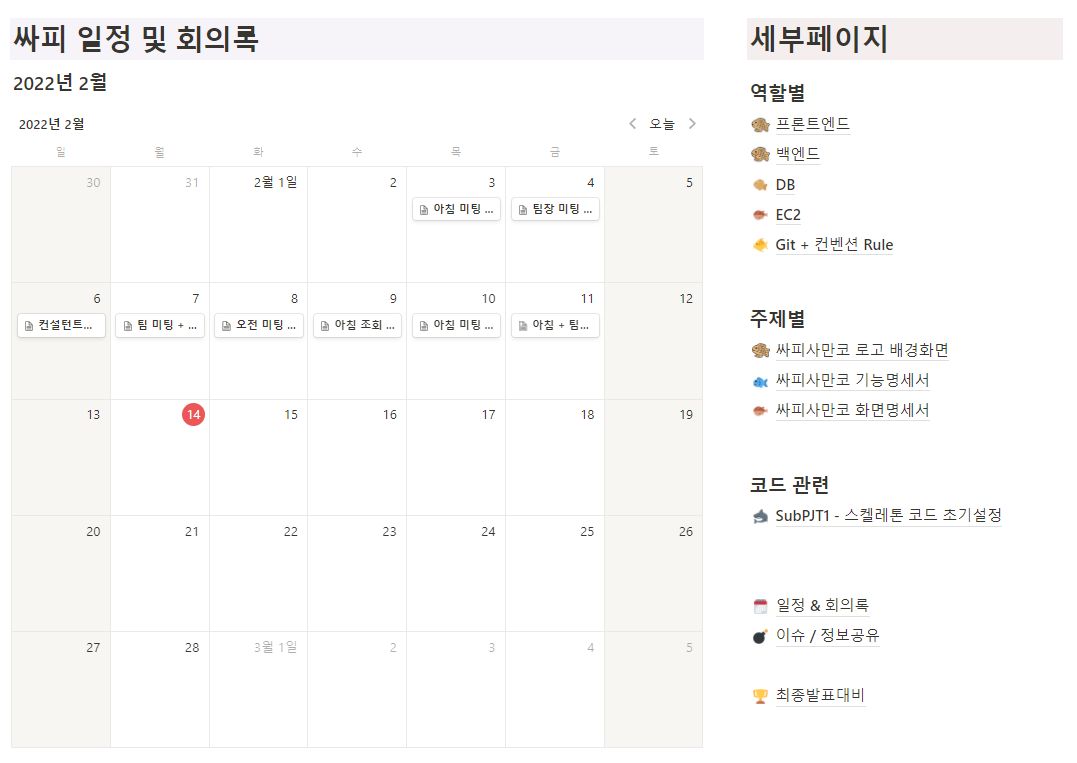 싸피 일정 및 회의록
2022년 2월
2022년 2월
오늘
일 월 화 수 목 금 토
30 31 2월 1일 2 3 4 5
아침 미팅 ... 팀장 미팅 ...
6 7 8 9 10 11 12
컨설턴트... 팀 미팅 + ... 오전 미팅 ... 아침 조회 ... 아침 미팅 ... 아침 + 팀...
13 14 15 16 17 18 19
20 21 22 23 24 25 26
27 28 3월 1일 2 3 4 5
세부페이지
역할별
프론트엔드
백엔드
DB
EC2
Git + 컨벤션 Rule
주제별
싸피사만코 로고 배경화면
싸피사만코 기능명세서
싸피사만코 화면명세서
코드 관련
SubPJT1 - 스켈레톤 코드 초기설정
일정 & 회의록
이슈 / 정보공유
최종발표대비